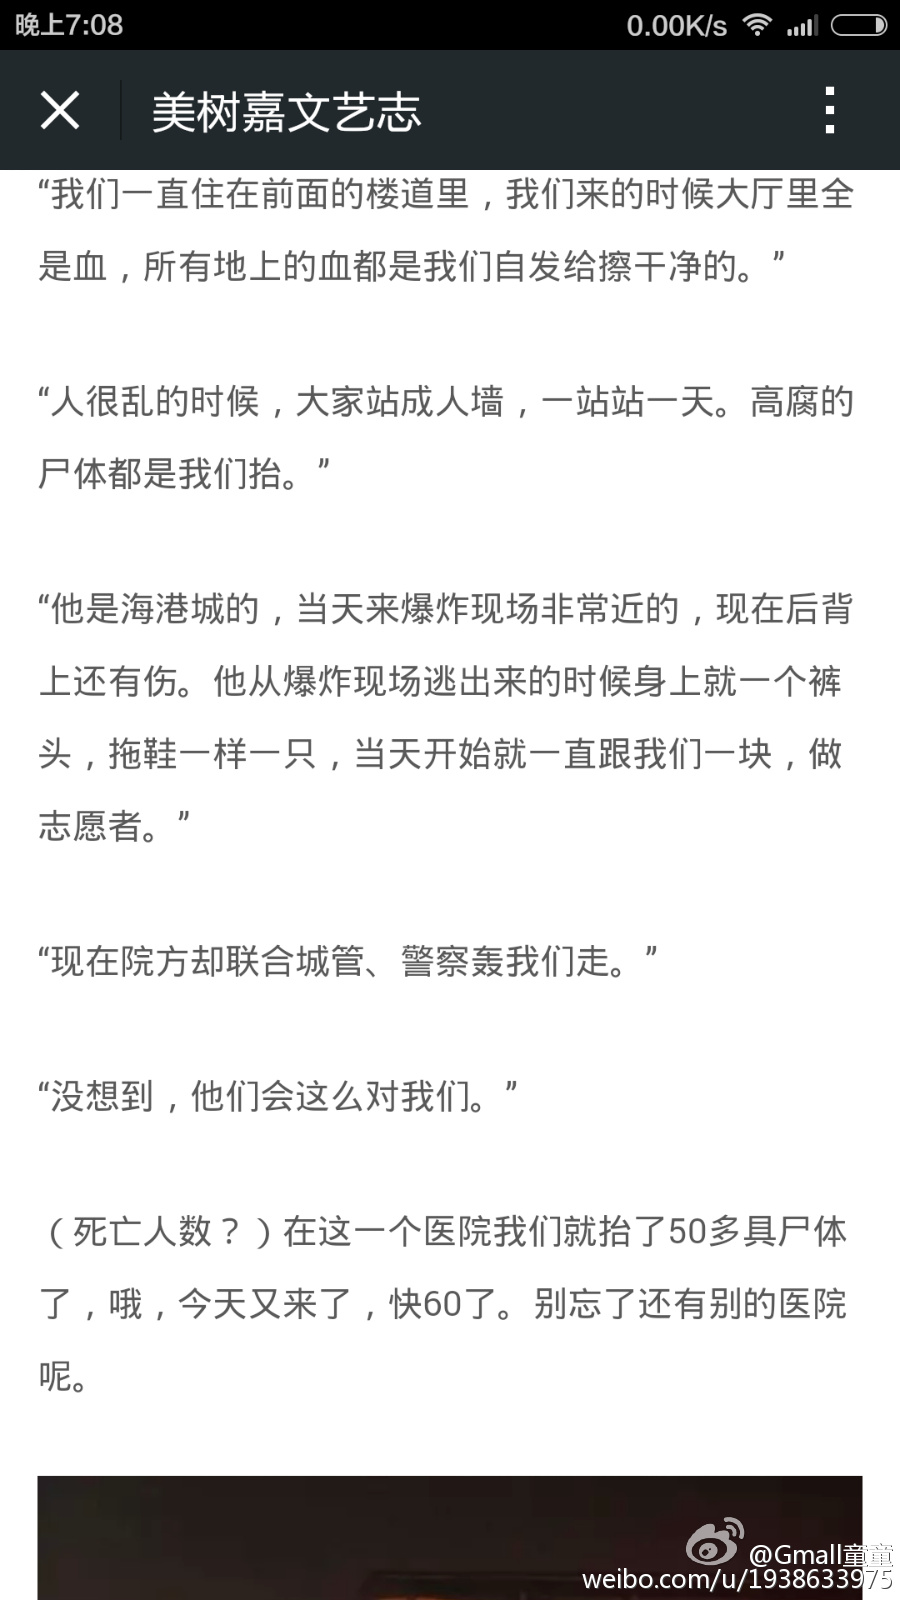 晚上7:08
0.00K/s
美树嘉文艺志
“我们一直住在前面的楼道里，我们来的时候大厅里全
是血，所有地上的血都是我们自发给擦干净的。”
“人很乱的时候，大家站成人墙，一站站一天。高腐的
尸体都是我们抬。”
“他是海港城的，当天来爆炸现场非常近的，现在后背
上还有伤。他从爆炸现场逃出来的时候身上就一个裤
头，拖鞋一样一只，当天开始就一直跟我们一块，做
志愿者。”
“现在院方却联合城管、警察轰我们走。”
“没想到，他们会这么对我们。”
（死亡人数？）在这一个医院我们就抬了50多具尸体
了，哦，今天又来了，快60了。别忘了还有别的医院
呢。
@Gmall童童
weibo.com/u/1938633975